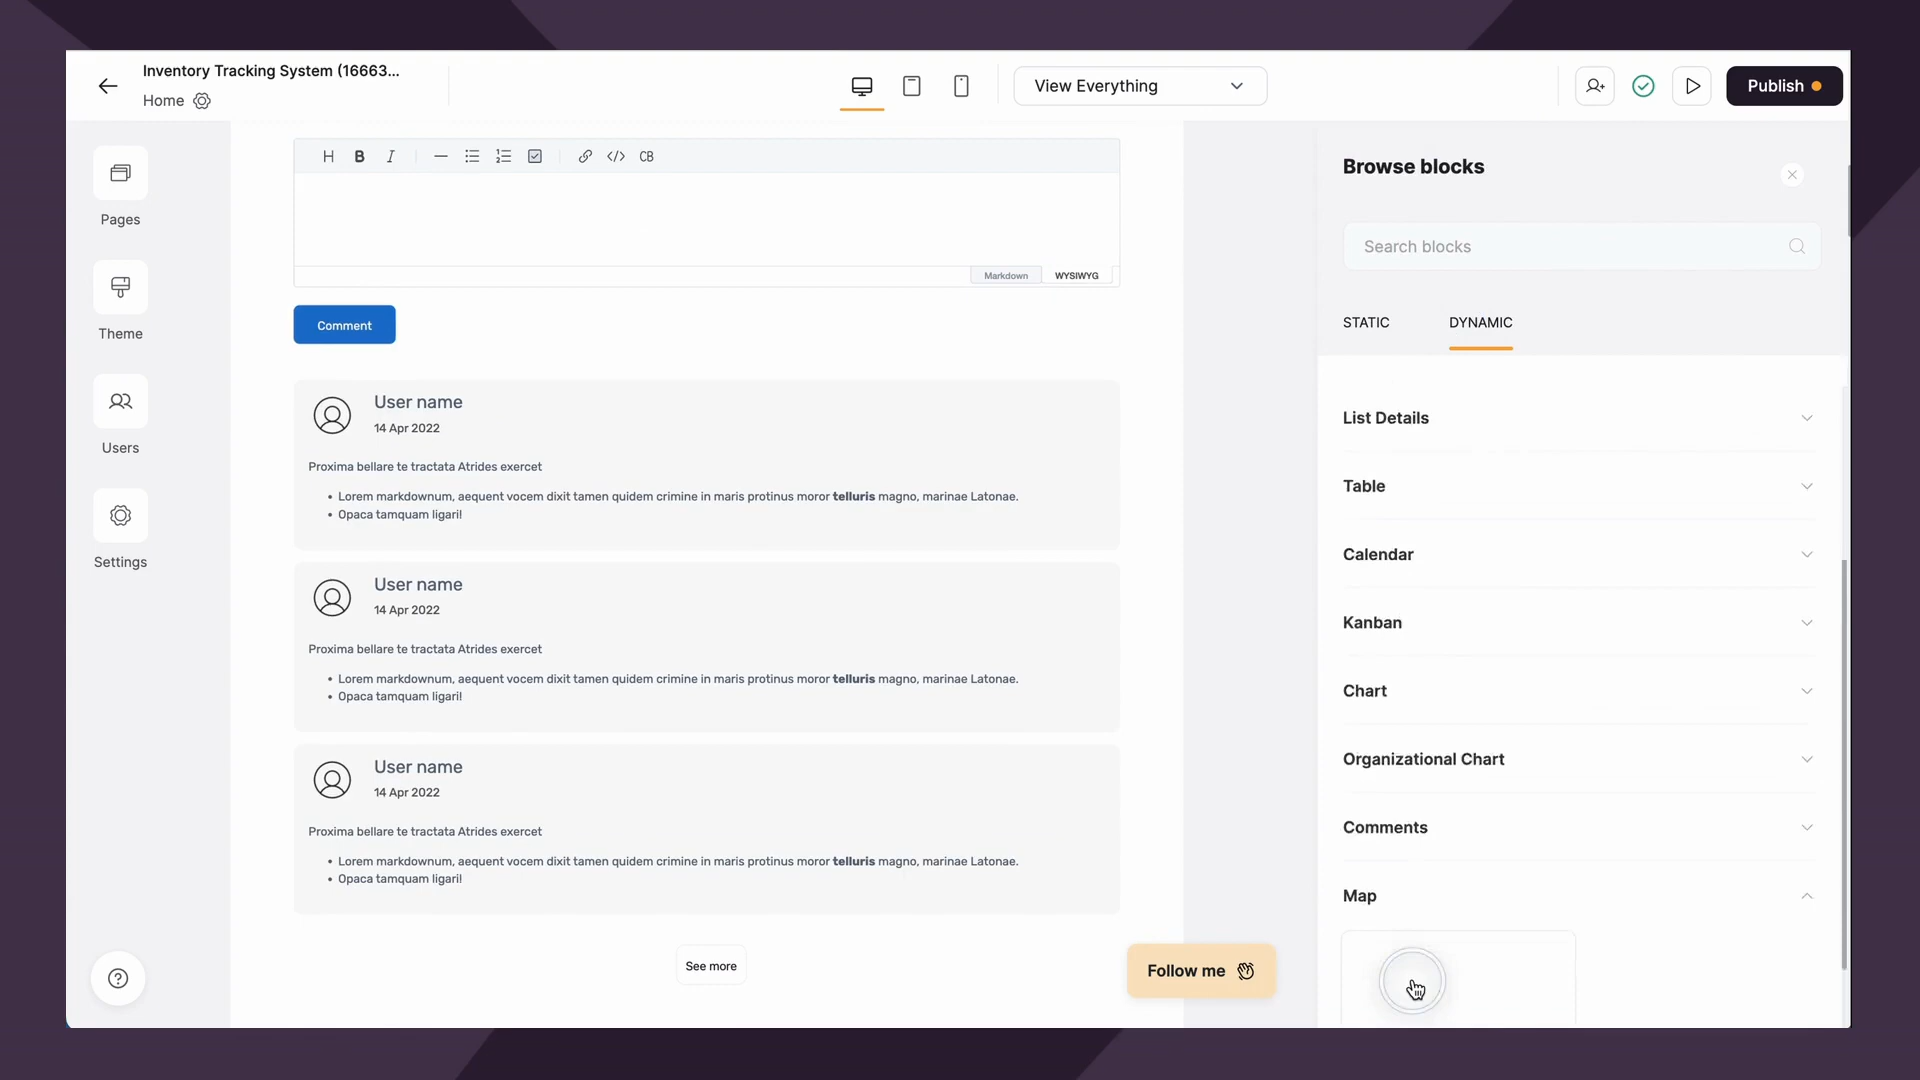 Inventory Tracking System (16663...
Home
View Everything
Publish
Pages
Theme
Users
Settings
H B I CB
Markdown WYSIWYG
Comment
User name
14 Apr 2022
Proxima bellare te tractata Atrides exercet
• Lorem markdownum, aequent vocem dixit tamen quidem crimine in maris protinus moror telluris magno, marinae Latonae.
• Opaca tamquam ligari!
User name
14 Apr 2022
Proxima bellare te tractata Atrides exercet
• Lorem markdownum, aequent vocem dixit tamen quidem crimine in maris protinus moror telluris magno, marinae Latonae.
• Opaca tamquam ligari!
User name
14 Apr 2022
Proxima bellare te tractata Atrides exercet
• Lorem markdownum, aequent vocem dixit tamen quidem crimine in maris protinus moror telluris magno, marinae Latonae.
• Opaca tamquam ligari!
See more
Follow me
Browse blocks
Search blocks
STATIC DYNAMIC
List Details
Table
Calendar
Kanban
Chart
Organizational Chart
Comments
Map